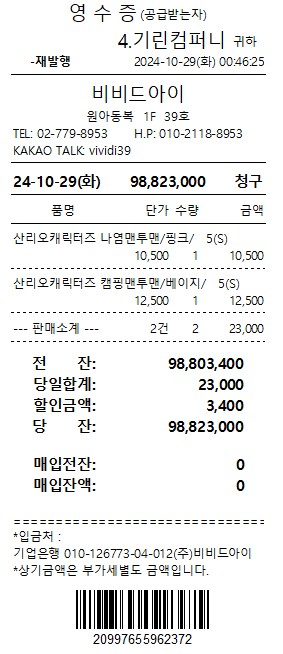 영 수 증(공급받는자)
4.기린컴퍼니 귀하
-재발행 2024-10-29(화) 00:46:25
비비드아이
원아동복 1F 39호
TEL: 02-779-8953 H.P: 010-2118-8953
KAKAO TALK: vividi39
24-10-29(화) 98,823,000 청구
품명 단가 수량 금액
산리오캐릭터즈 나염맨투맨/핑크/ 5(S)
10,500 1 10,500
산리오캐릭터즈 캠핑맨투맨/베이지/ 5(S)
12,500 1 12,500
--- 판매소계 --- 2건 2 23,000
전 잔: 98,803,400
당일합계: 23,000
할인금액: 3,400
당 잔: 98,823,000
매입전잔: 0
매입잔액: 0
==============================
*입금처 :
기업은행 010-126773-04-012(주)비비드아이
*상기금액은 부가세별도 금액입니다.
20997655962372